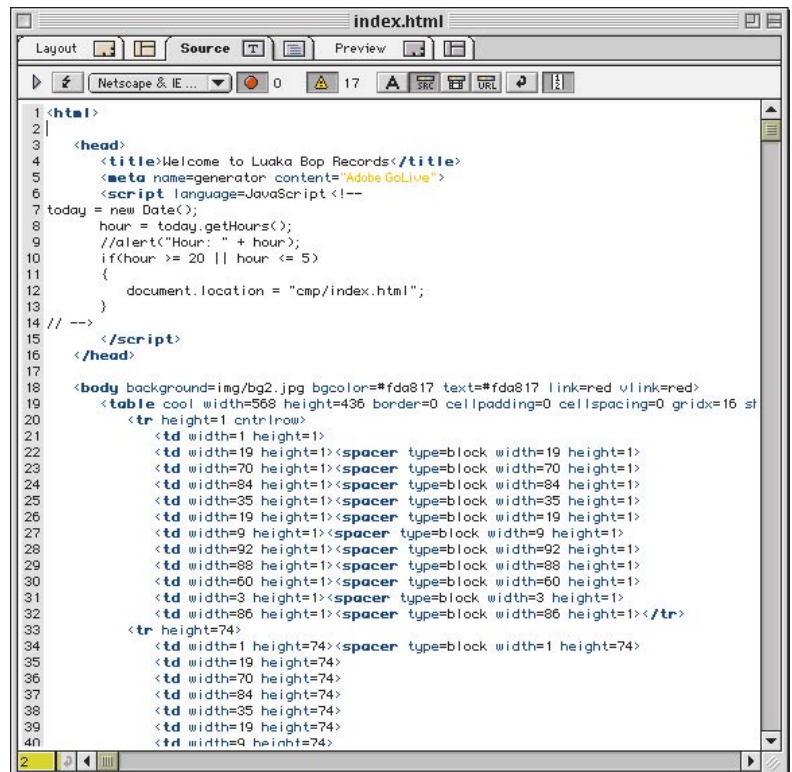 index.html
Layout Source T Preview
Netscape & IE ... 0 17 A SRC URL 1 2
1 <html>
2
3 <head>
4 <title>Welcome to Luaka Bop Records</title>
5 <meta name=generator content="Adobe GoLive">
6 <script language=JavaScript <!--
7 today = new Date();
8 hour = today.getHours();
9 //alert("Hour: " + hour);
10 if(hour >= 20 || hour <= 5)
11 {
12 document.location = "cmp/index.html";
13 }
14 // -->
15 </script>
16 </head>
17
18 <body background=img/bg2.jpg bgcolor=#fda817 text=#fda817 link=red vlink=red>
19 <table cool width=568 height=436 border=0 cellpadding=0 cellspacing=0 gridx=16 st
20 <tr height=1 cntrlrow>
21 <td width=1 height=1>
22 <td width=19 height=1><spacer type=block width=19 height=1>
23 <td width=70 height=1><spacer type=block width=70 height=1>
24 <td width=84 height=1><spacer type=block width=84 height=1>
25 <td width=35 height=1><spacer type=block width=35 height=1>
26 <td width=19 height=1><spacer type=block width=19 height=1>
27 <td width=9 height=1><spacer type=block width=9 height=1>
28 <td width=92 height=1><spacer type=block width=92 height=1>
29 <td width=88 height=1><spacer type=block width=88 height=1>
30 <td width=60 height=1><spacer type=block width=60 height=1>
31 <td width=3 height=1><spacer type=block width=3 height=1>
32 <td width=86 height=1><spacer type=block width=86 height=1></tr>
33 <tr height=74>
34 <td width=1 height=74><spacer type=block width=1 height=74>
35 <td width=19 height=74>
36 <td width=70 height=74>
37 <td width=84 height=74>
38 <td width=35 height=74>
39 <td width=19 height=74>
40 <td width=9 height=74>
2